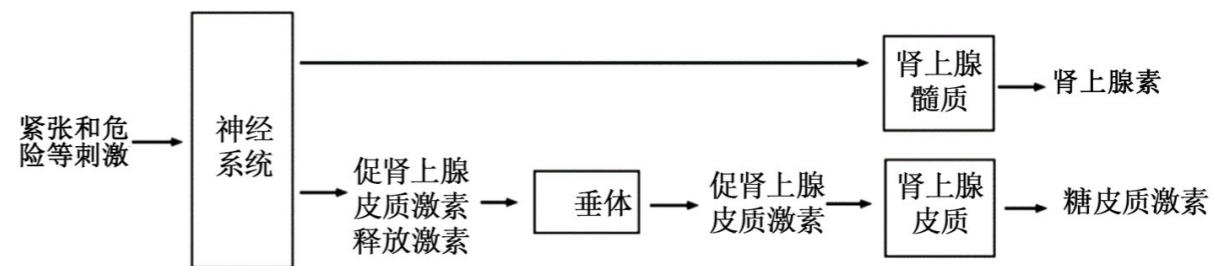 紧张和危
险等刺激
神经
系统
肾上腺
髓质
肾上腺素
促肾上腺
皮质激素
释放激素
垂体
促肾上腺
皮质激素
肾上腺
皮质
糖皮质激素